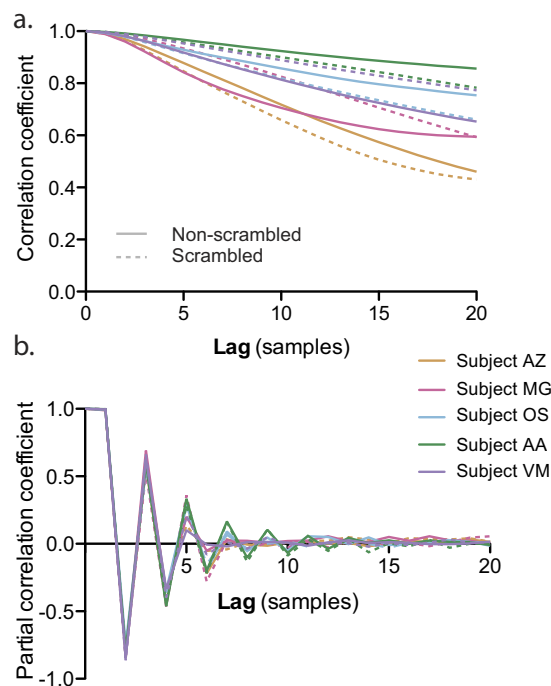 a.
Correlation coefficient
1.0
0.8
0.6
0.4
0.2
0.0
Non-scrambled
Scrambled
0 5 10 15 20
Lag (samples)
b.
Subject AZ
Subject MG
Subject OS
Subject AA
Subject VM
Partial correlation coefficient
1.0
0.5
0.0
-0.5
-1.0
5 10 15 20
Lag (samples)